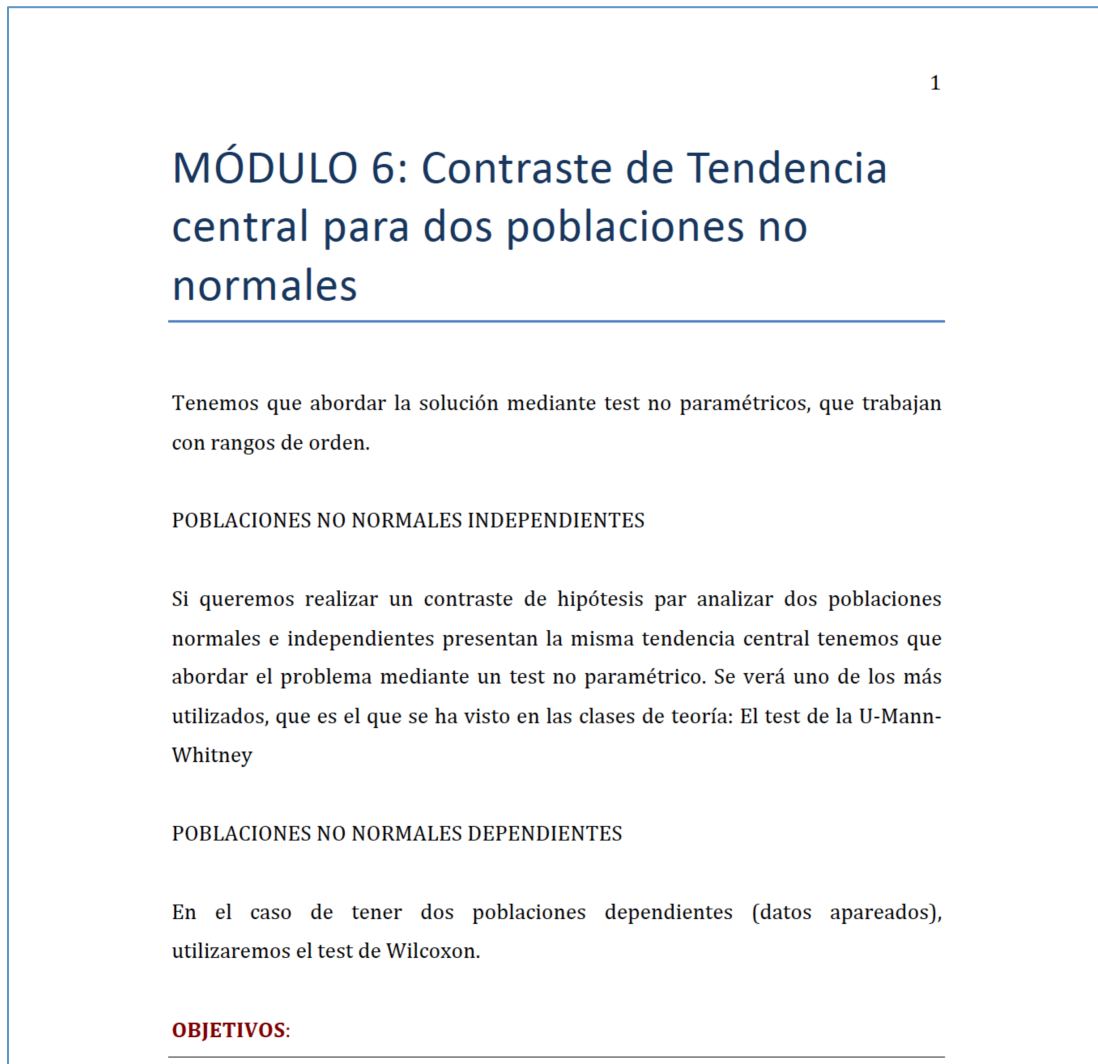 1
MÓDULO 6: Contraste de Tendencia
central para dos poblaciones no
normales
Tenemos que abordar la solución mediante test no paramétricos, que trabajan
con rangos de orden.
POBLACIONES NO NORMALES INDEPENDIENTES
Si queremos realizar un contraste de hipótesis par analizar dos poblaciones
normales e independientes presentan la misma tendencia central tenemos que
abordar el problema mediante un test no paramétrico. Se verá uno de los más
utilizados, que es el que se ha visto en las clases de teoría: El test de la U-Mann-
Whitney
POBLACIONES NO NORMALES DEPENDIENTES
En el caso de tener dos poblaciones dependientes (datos apareados),
utilizaremos el test de Wilcoxon.
OBJETIVOS: